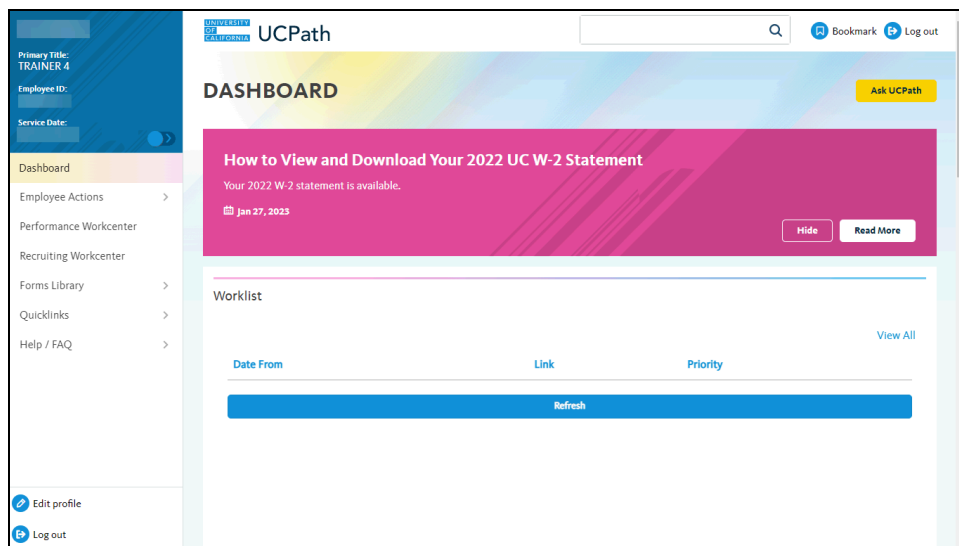 Primary Title:
TRAINER 4
Employee ID:
Service Date:
Dashboard
Employee Actions
Performance Workcenter
Recruiting Workcenter
Forms Library
Quicklinks
Help / FAQ
Edit profile
Log out
UNIVERSITY
OF
CALIFORNIA
UCPath
Bookmark
Log out
DASHBOARD
Ask UCPath
How to View and Download Your 2022 UC W-2 Statement
Your 2022 W-2 statement is available.
Jan 27, 2023
Hide
Read More
Worklist
View All
Date From
Link
Priority
Refresh